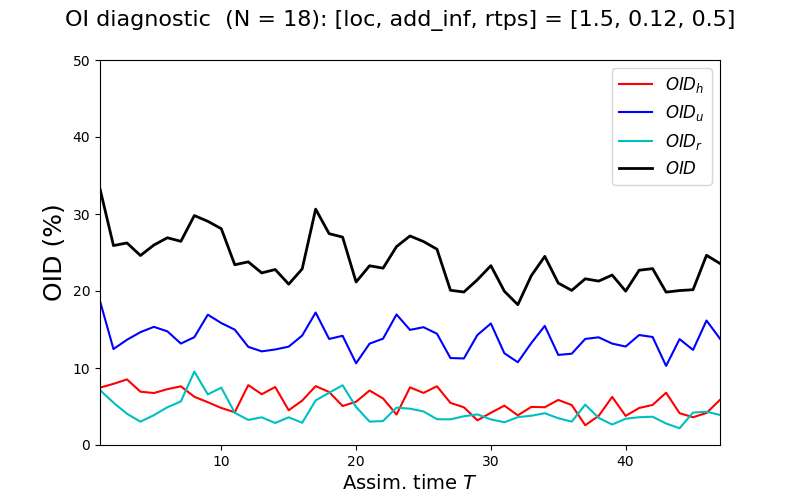 OI diagnostic (N = 18): [loc, add_inf, rtps] = [1.5, 0.12, 0.5]
50
40
30
20
10
0
OID (%)
OID_h
OID_u
OID_r
OID
10
20
30
40
Assim. time T